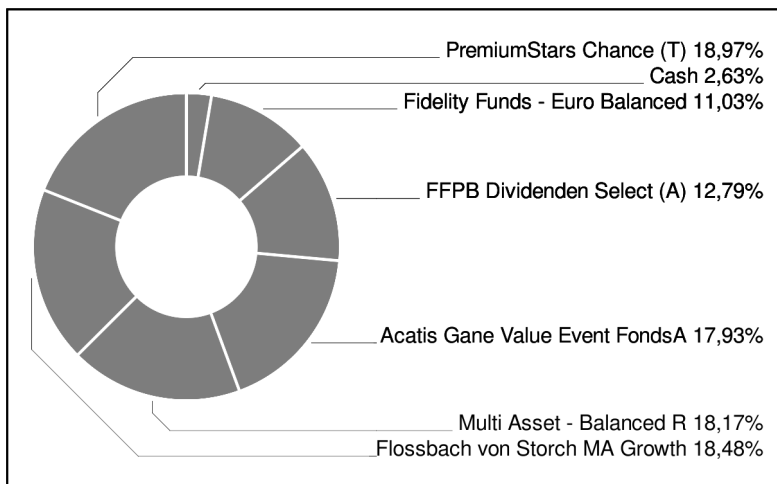 PremiumStars Chance (T) 18,97%
Cash 2,63%
Fidelity Funds - Euro Balanced 11,03%
FFPB Dividenden Select (A) 12,79%
Acatis Gane Value Event FondsA 17,93%
Multi Asset - Balanced R 18,17%
Flossbach von Storch MA Growth 18,48%